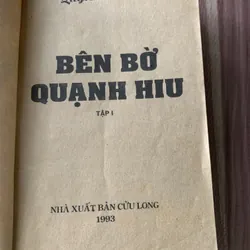 BÊN BỜ
QUẠNH HIU
TẬP I
NHÀ XUẤT BẢN CỬU LONG
1993